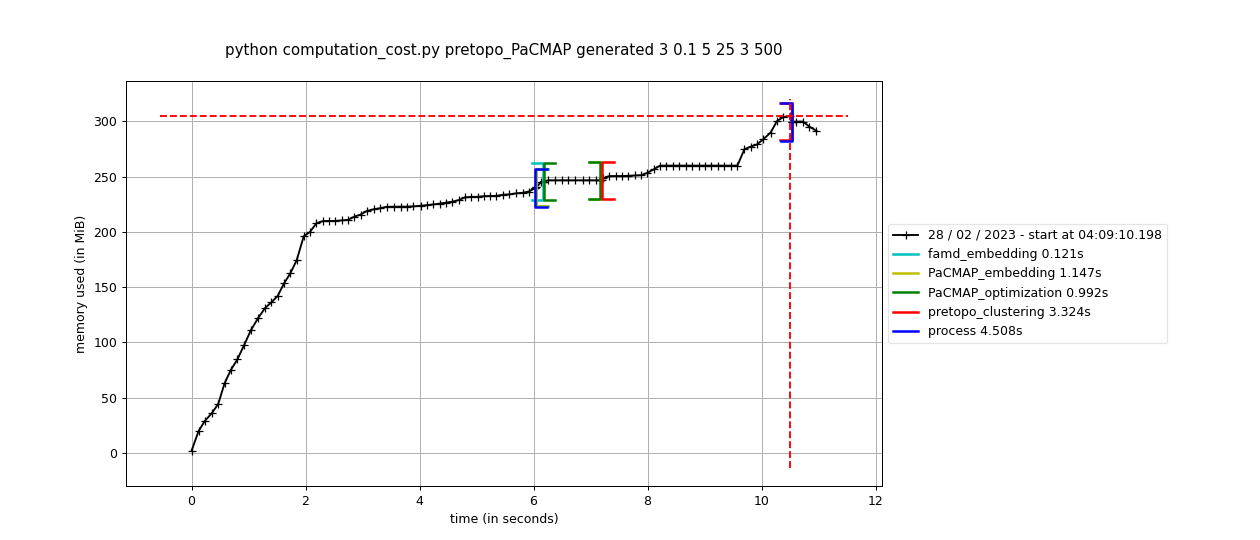 python computation_cost.py pretopo_PaCMAP generated 3 0.1 5 25 3 500
memory used (in MiB)
300
250
200
150
100
50
0
0 2 4 6 8 10 12
time (in seconds)
28 / 02 / 2023 - start at 04:09:10.198
famd_embedding 0.121s
PaCMAP_embedding 1.147s
PaCMAP_optimization 0.992s
pretopo_clustering 3.324s
process 4.508s